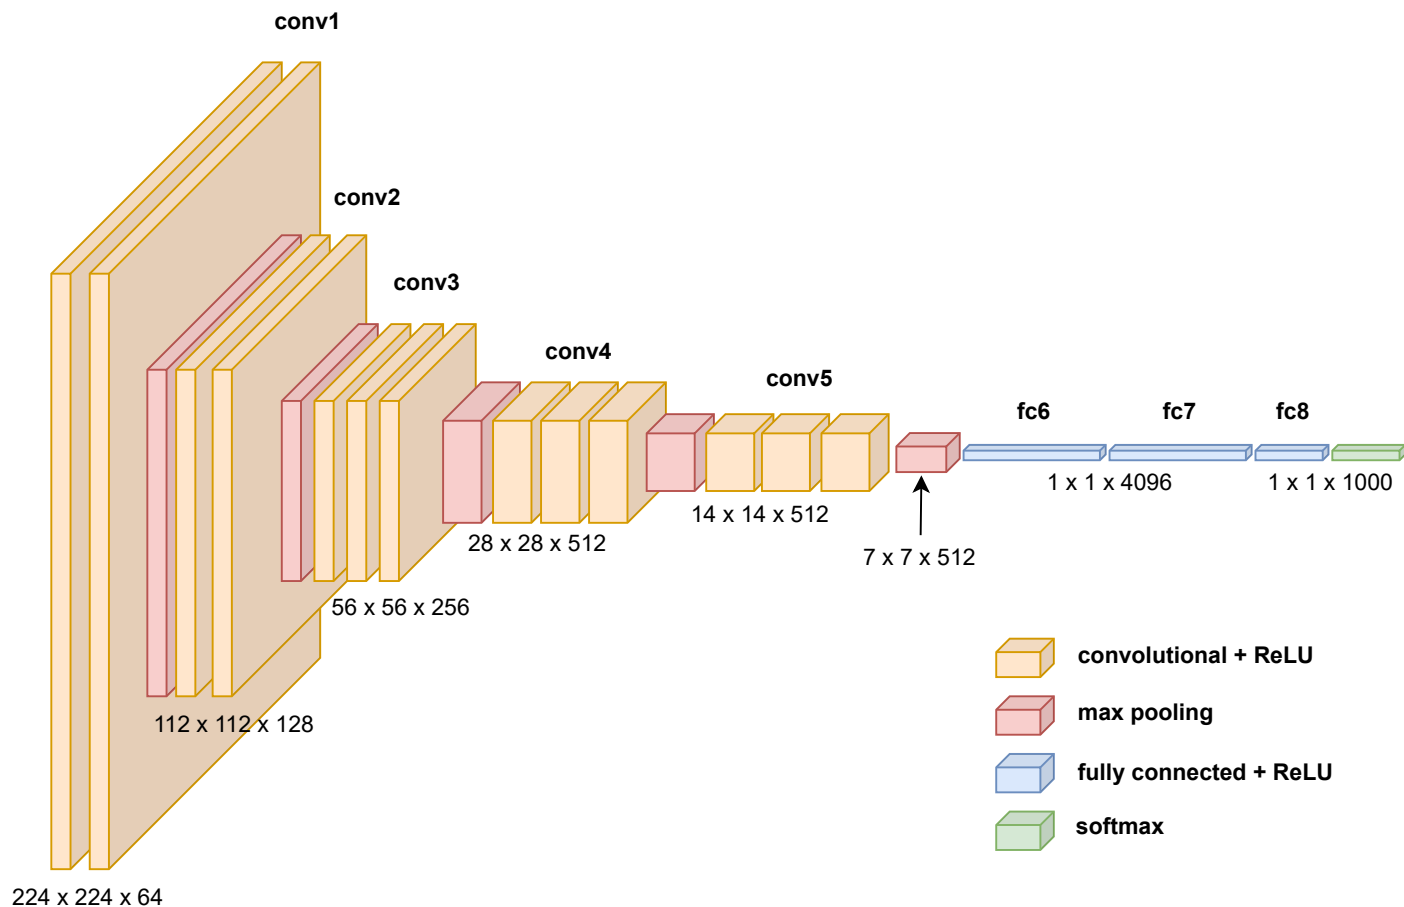 conv1
conv2
conv3
conv4
conv5
fc6
fc7
fc8
1 x 1 x 4096
1 x 1 x 1000
14 x 14 x 512
28 x 28 x 512
7 x 7 x 512
56 x 56 x 256
112 x 112 x 128
224 x 224 x 64
convolutional + ReLU
max pooling
fully connected + ReLU
softmax